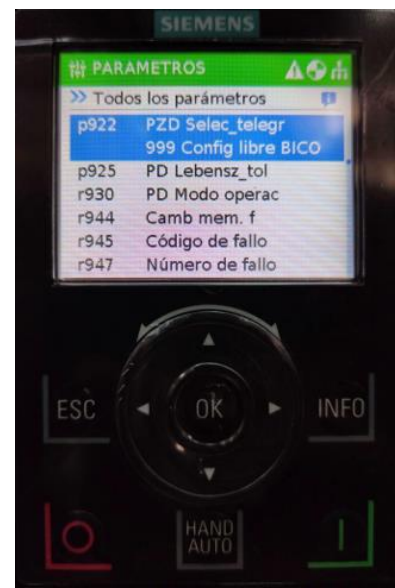 SIEMENS
PARAMETROS
>> Todos los parámetros
p922 PZD Selec_telegr
999 Config libre BICO
p925 PD Lebensz_tol
r930 PD Modo operac
r944 Camb mem. f
r945 Código de fallo
r947 Número de fallo
ESC OK INFO
HAND
AUTO